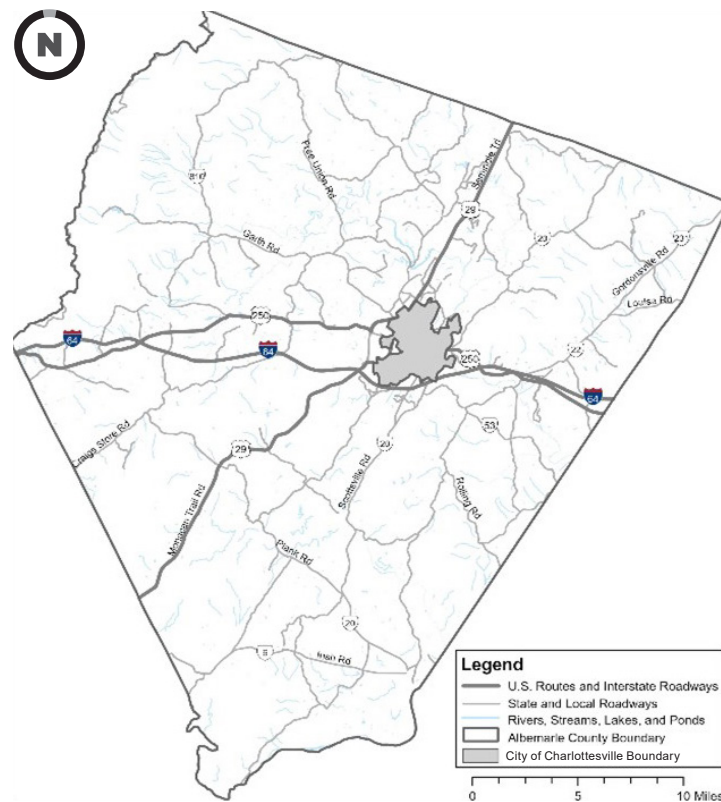 N
Seminole Trl
Free Union Rd
810
29
20
231
Garth Rd
Gordonsville Rd
Louisa Rd
250
64
64
250
22
64
Craigs Store Rd
53
29
20
Scottsville Rd
Rolling Rd
Monacan Trail Rd
Plank Rd
20
6
Irish Rd
Legend
U.S. Routes and Interstate Roadways
State and Local Roadways
Rivers, Streams, Lakes, and Ponds
Albemarle County Boundary
City of Charlottesville Boundary
0 5 10 Miles